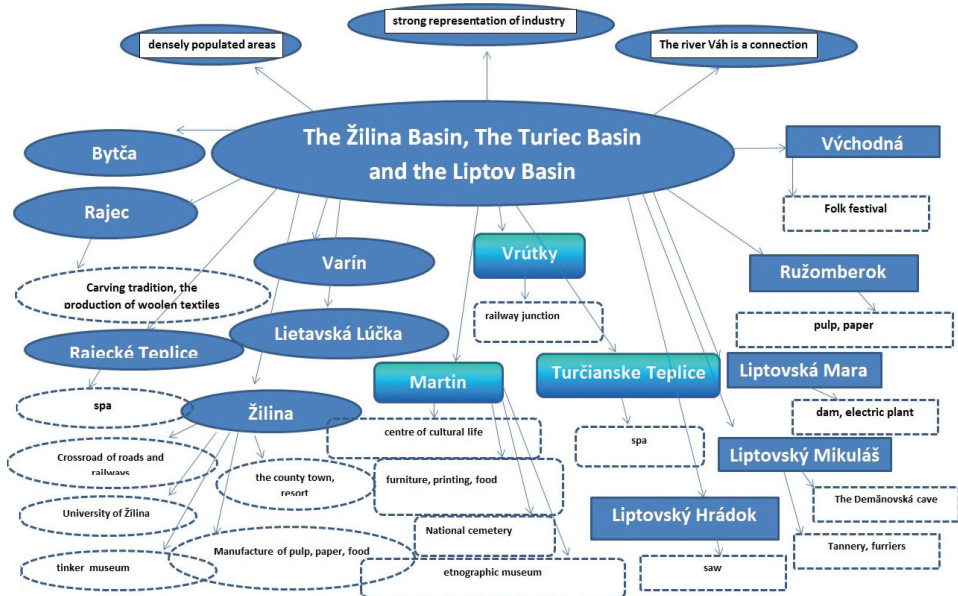 strong representation of industry
densely populated areas
The river Váh is a connection
The Žilina Basin, The Turiec Basin
and the Liptov Basin
Bytča
Východná
Rajec
Folk festival
Varín
Vrútky
Ružomberok
Carving tradition, the
production of woolen textiles
railway junction
pulp, paper
Lietavská Lúčka
Rajecké Teplice
Martin
Turčianske Teplice
Liptovská Mara
spa
Žilina
dam, electric plant
centre of cultural life
spa
Liptovský Mikuláš
Crossroad of roads and
railways
the county town,
resort
furniture, printing, food
The Demänovská cave
University of Žilina
Liptovský Hrádok
National cemetery
Tannery, furriers
Manufacture of pulp, paper, food
tinker museum
etnographic museum
saw